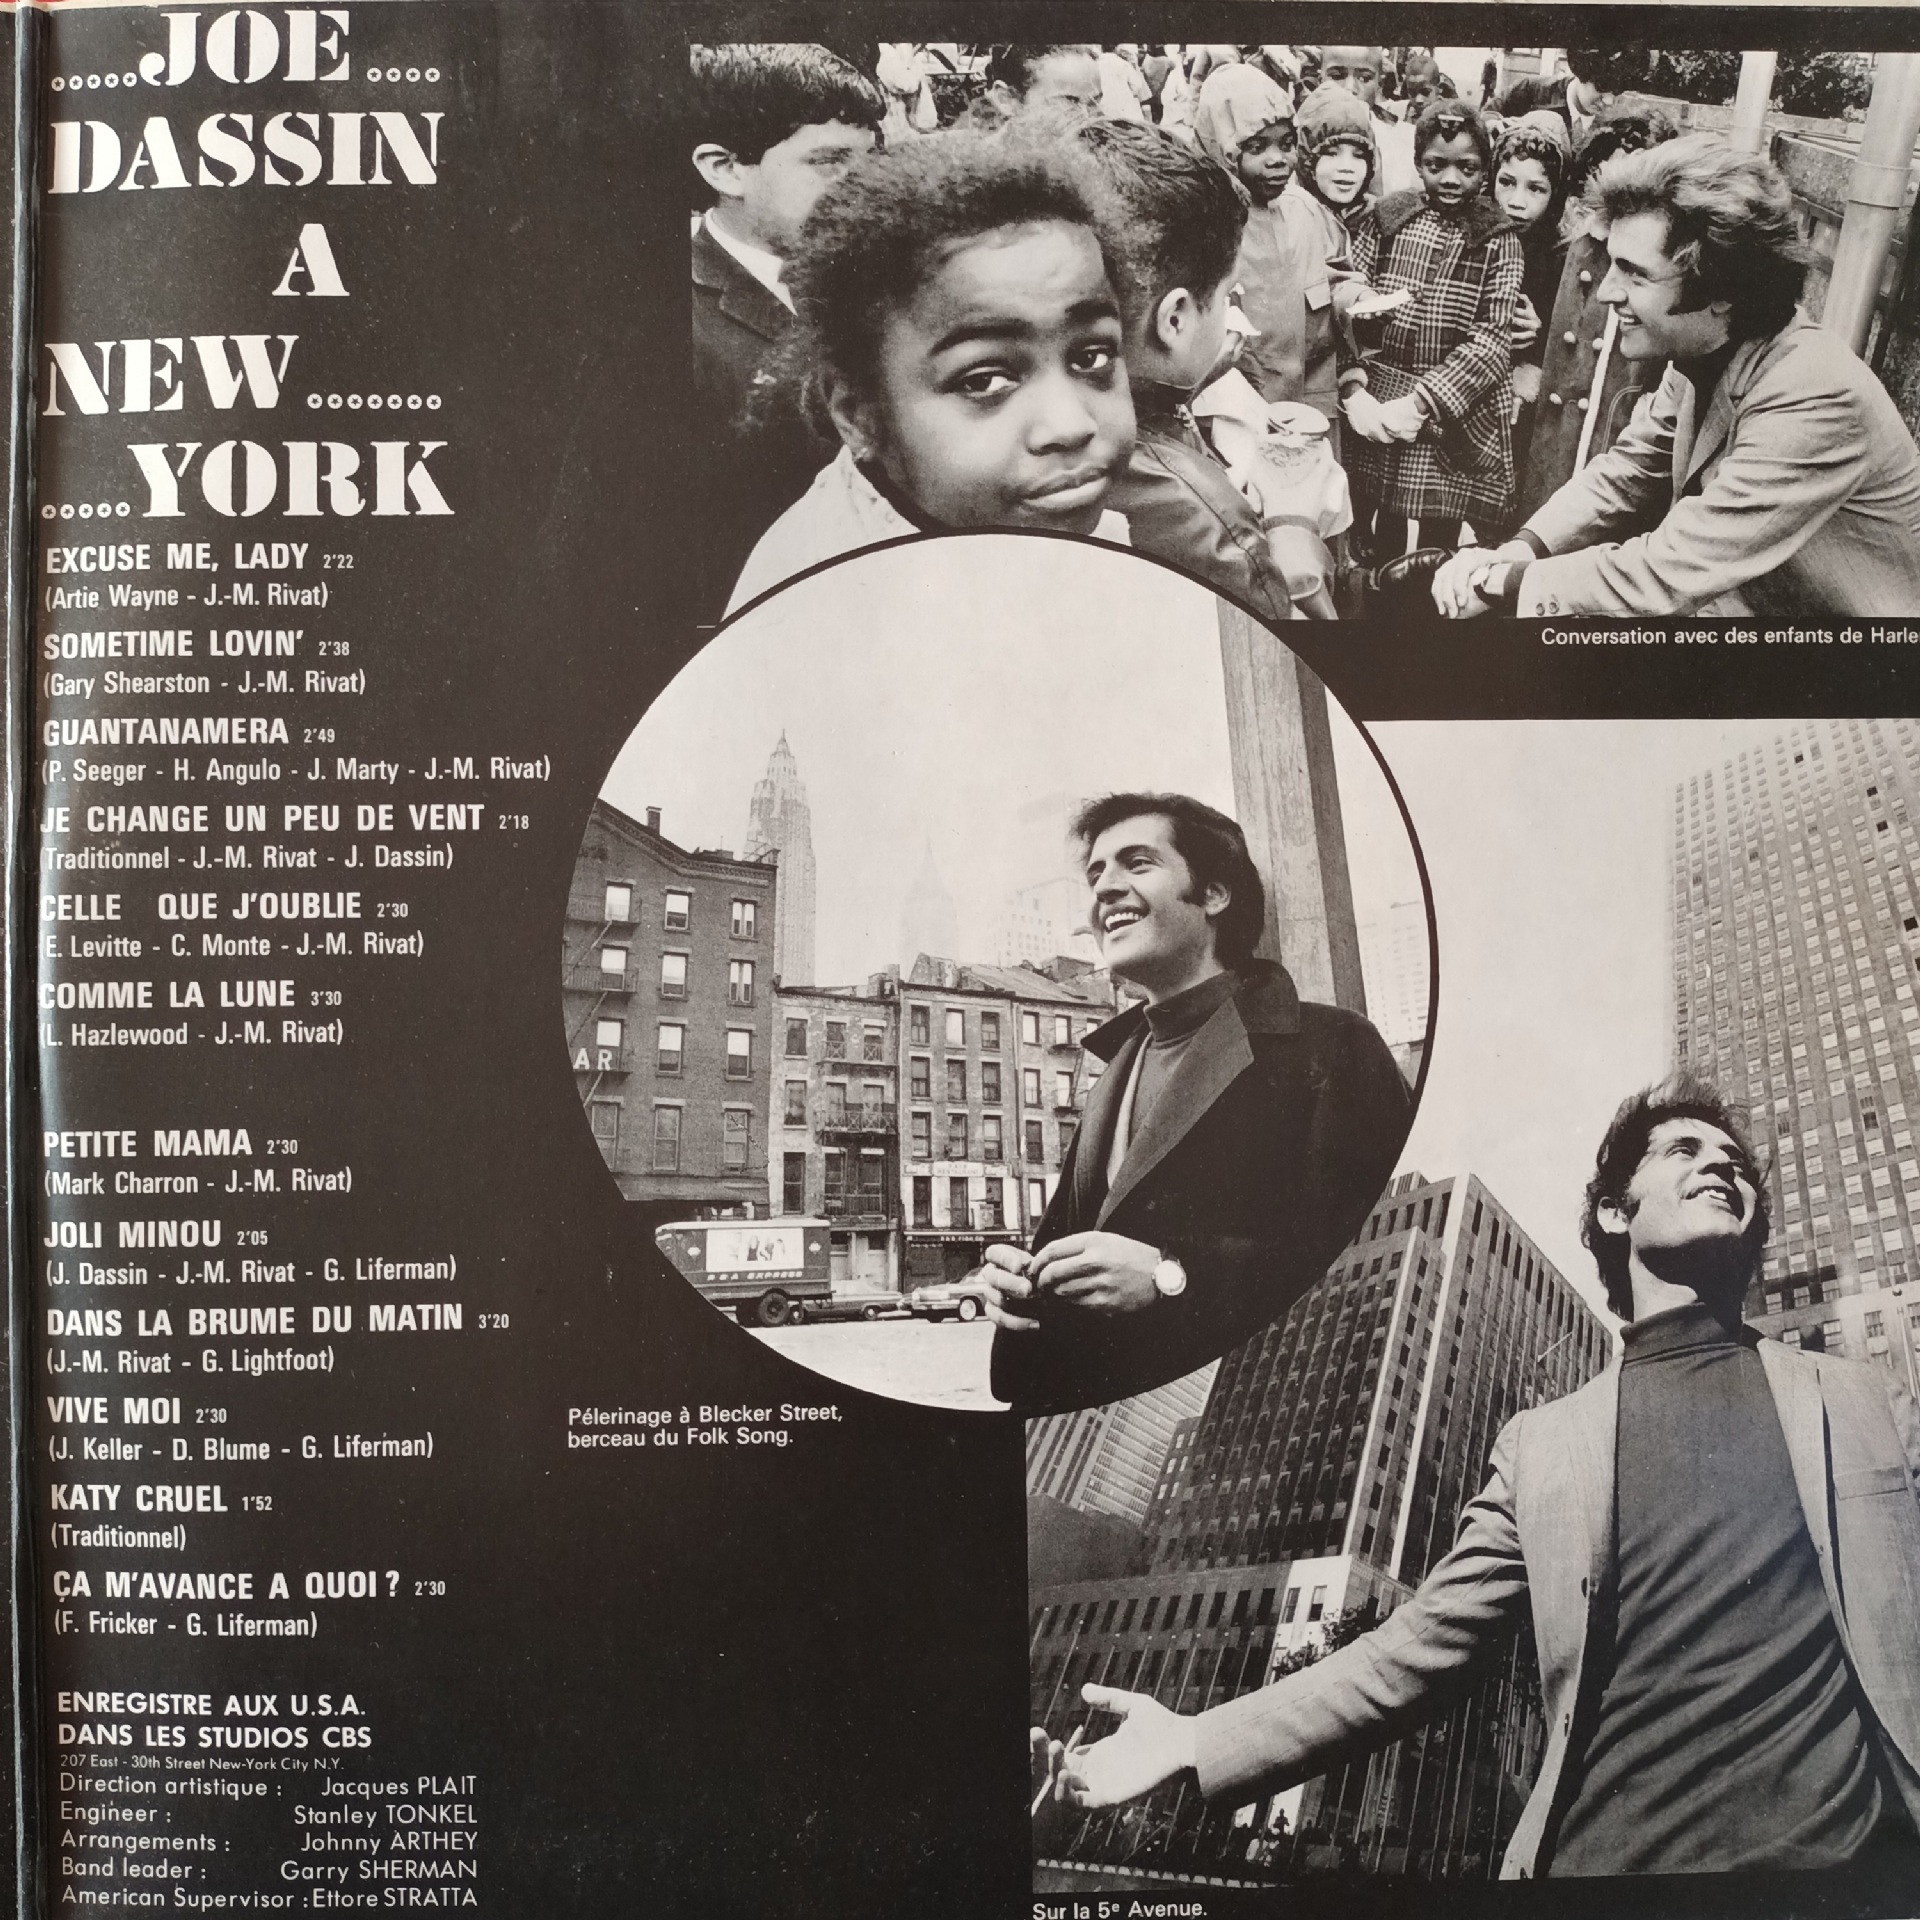 JOE
DASSIN
A
NEW
YORK
EXCUSE ME, LADY 2'22
(Artie Wayne - J.-M. Rivat)
SOMETIME LOVIN' 2'38
(Gary Shearston - J.-M. Rivat)
GUANTANAMERA 2'49
(P. Seeger - H. Angulo - J. Marty - J.-M. Rivat)
JE CHANGE UN PEU DE VENT 2'18
(Traditionnel - J.-M. Rivat - J. Dassin)
CELLE QUE J'OUBLIE 2'30
(E. Levitte - C. Monte - J.-M. Rivat)
COMME LA LUNE 3'30
(L. Hazlewood - J.-M. Rivat)
PETITE MAMA 2'30
(Mark Charron - J.-M. Rivat)
JOLI MINOU 2'05
(J. Dassin - J.-M. Rivat - G. Liferman)
DANS LA BRUME DU MATIN 3'20
(J.-M. Rivat - G. Lightfoot)
VIVE MOI 2'30
(J. Keller - D. Blume - G. Liferman)
KATY CRUEL 1'52
(Traditionnel)
ÇA M'AVANCE A QUOI ? 2'30
(F. Fricker - G. Liferman)
ENREGISTRE AUX U.S.A.
DANS LES STUDIOS CBS
207 East - 30th Street New-York City N.Y.
Direction artistique : Jacques PLAIT
Engineer : Stanley TONKEL
Arrangements : Johnny ARTHEY
Band leader : Garry SHERMAN
American Supervisor : Ettore STRATTA
Conversation avec des enfants de Harle
AR
REA EXPRESS
Pélerinage à Blecker Street,
berceau du Folk Song.
Sur la 5e Avenue.